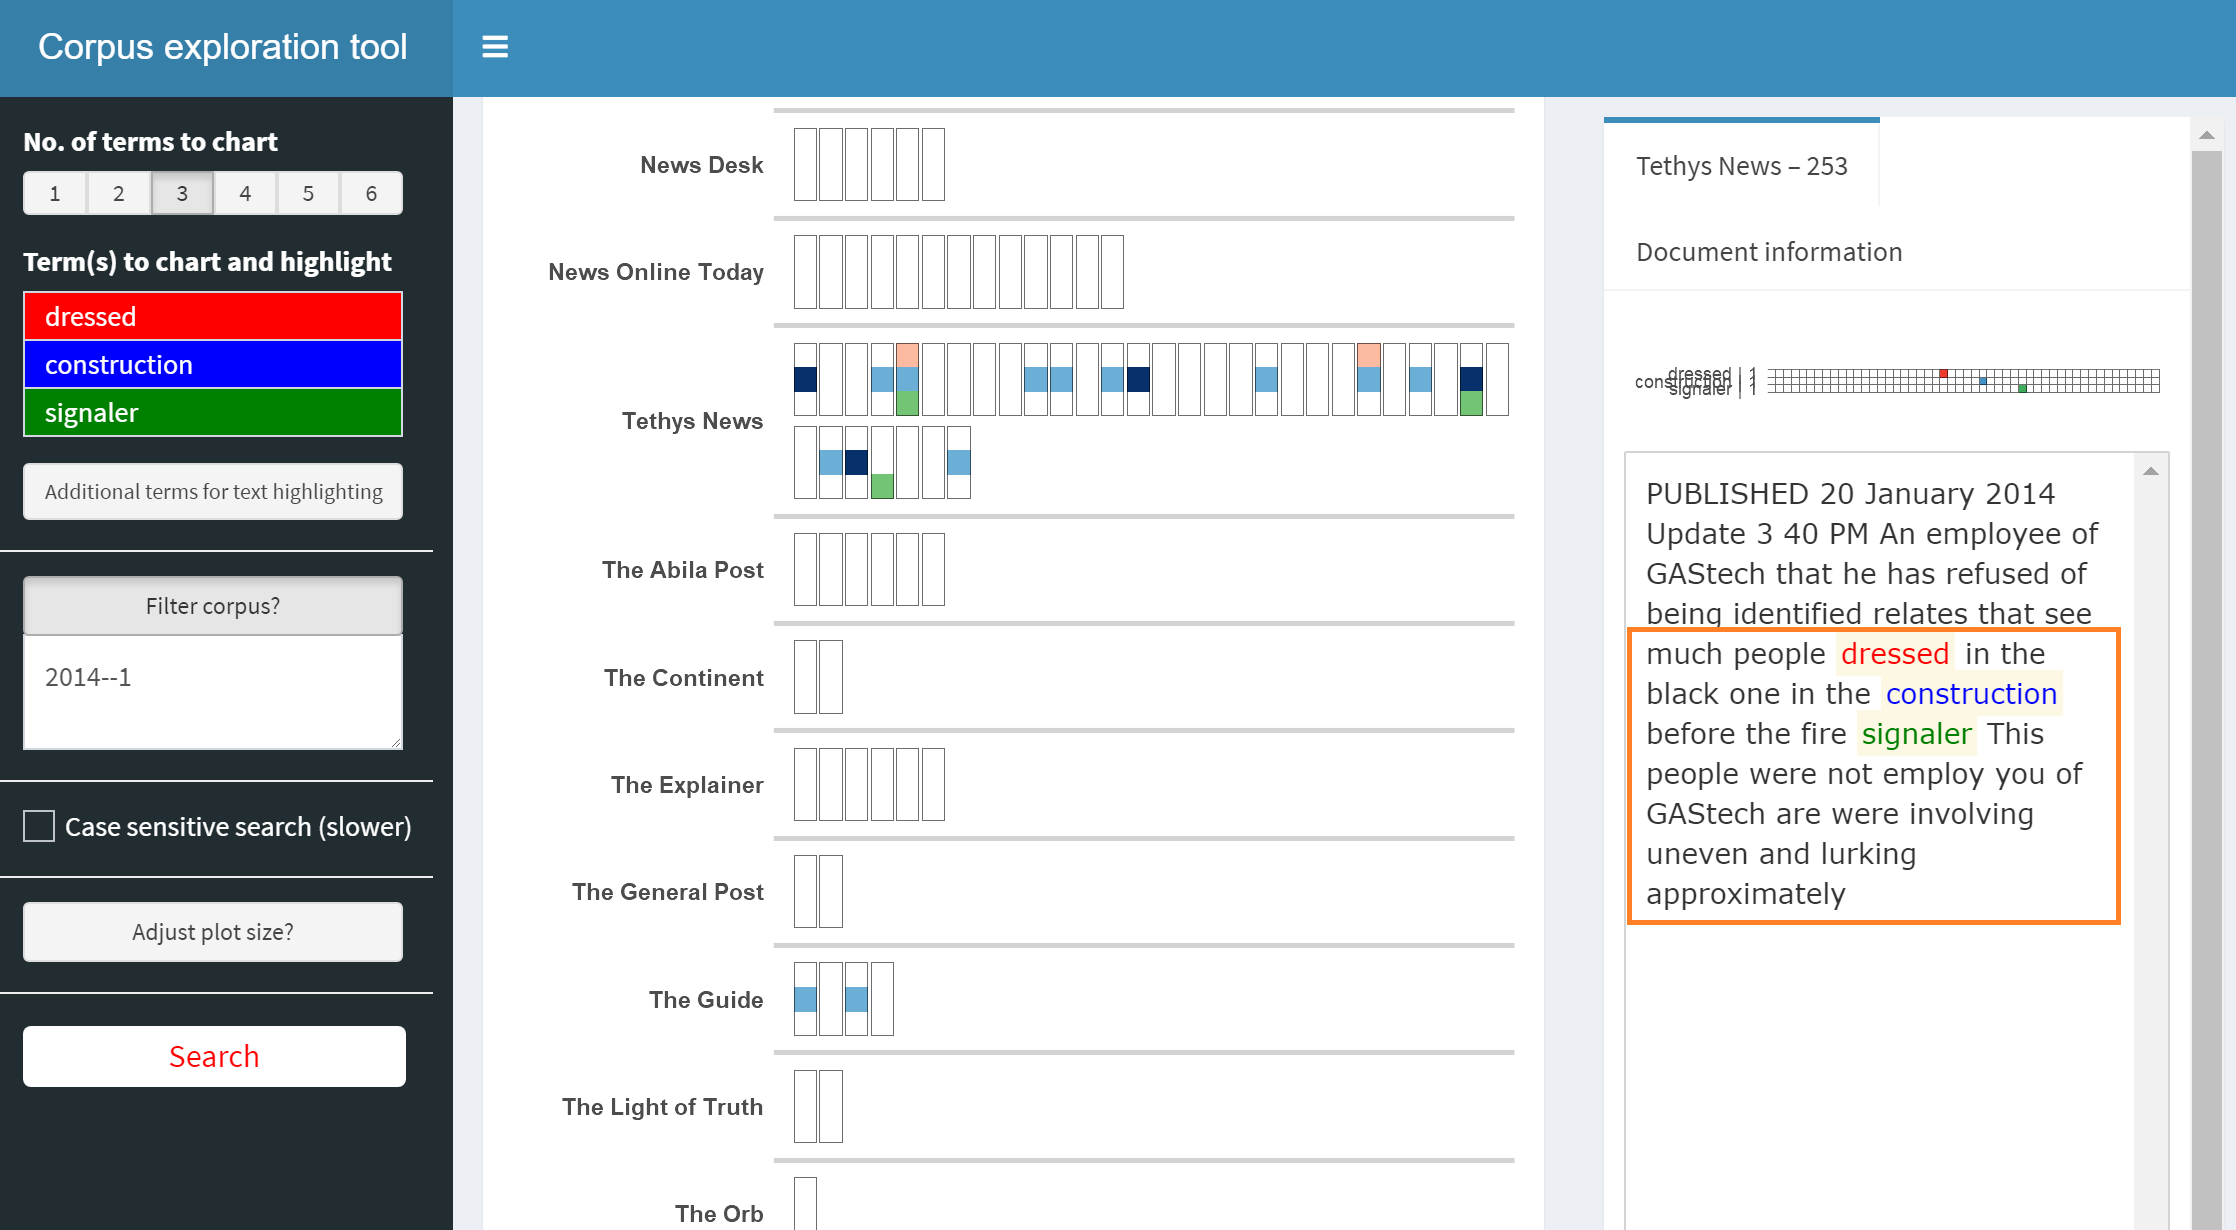 Corpus exploration tool
No. of terms to chart
1 2 3 4 5 6
Term(s) to chart and highlight
dressed
construction
signaler
Additional terms for text highlighting
Filter corpus?
2014--1
Case sensitive search (slower)
Adjust plot size?
Search
News Desk
News Online Today
Tethys News
The Abila Post
The Continent
The Explainer
The General Post
The Guide
The Light of Truth
The Orb
Tethys News – 253
Document information
dressed | 1
construction | 1
signaler | 1
PUBLISHED 20 January 2014
Update 3 40 PM An employee of
GAStech that he has refused of
being identified relates that see
much people dressed in the
black one in the construction
before the fire signaler This
people were not employ you of
GAStech are were involving
uneven and lurking
approximately